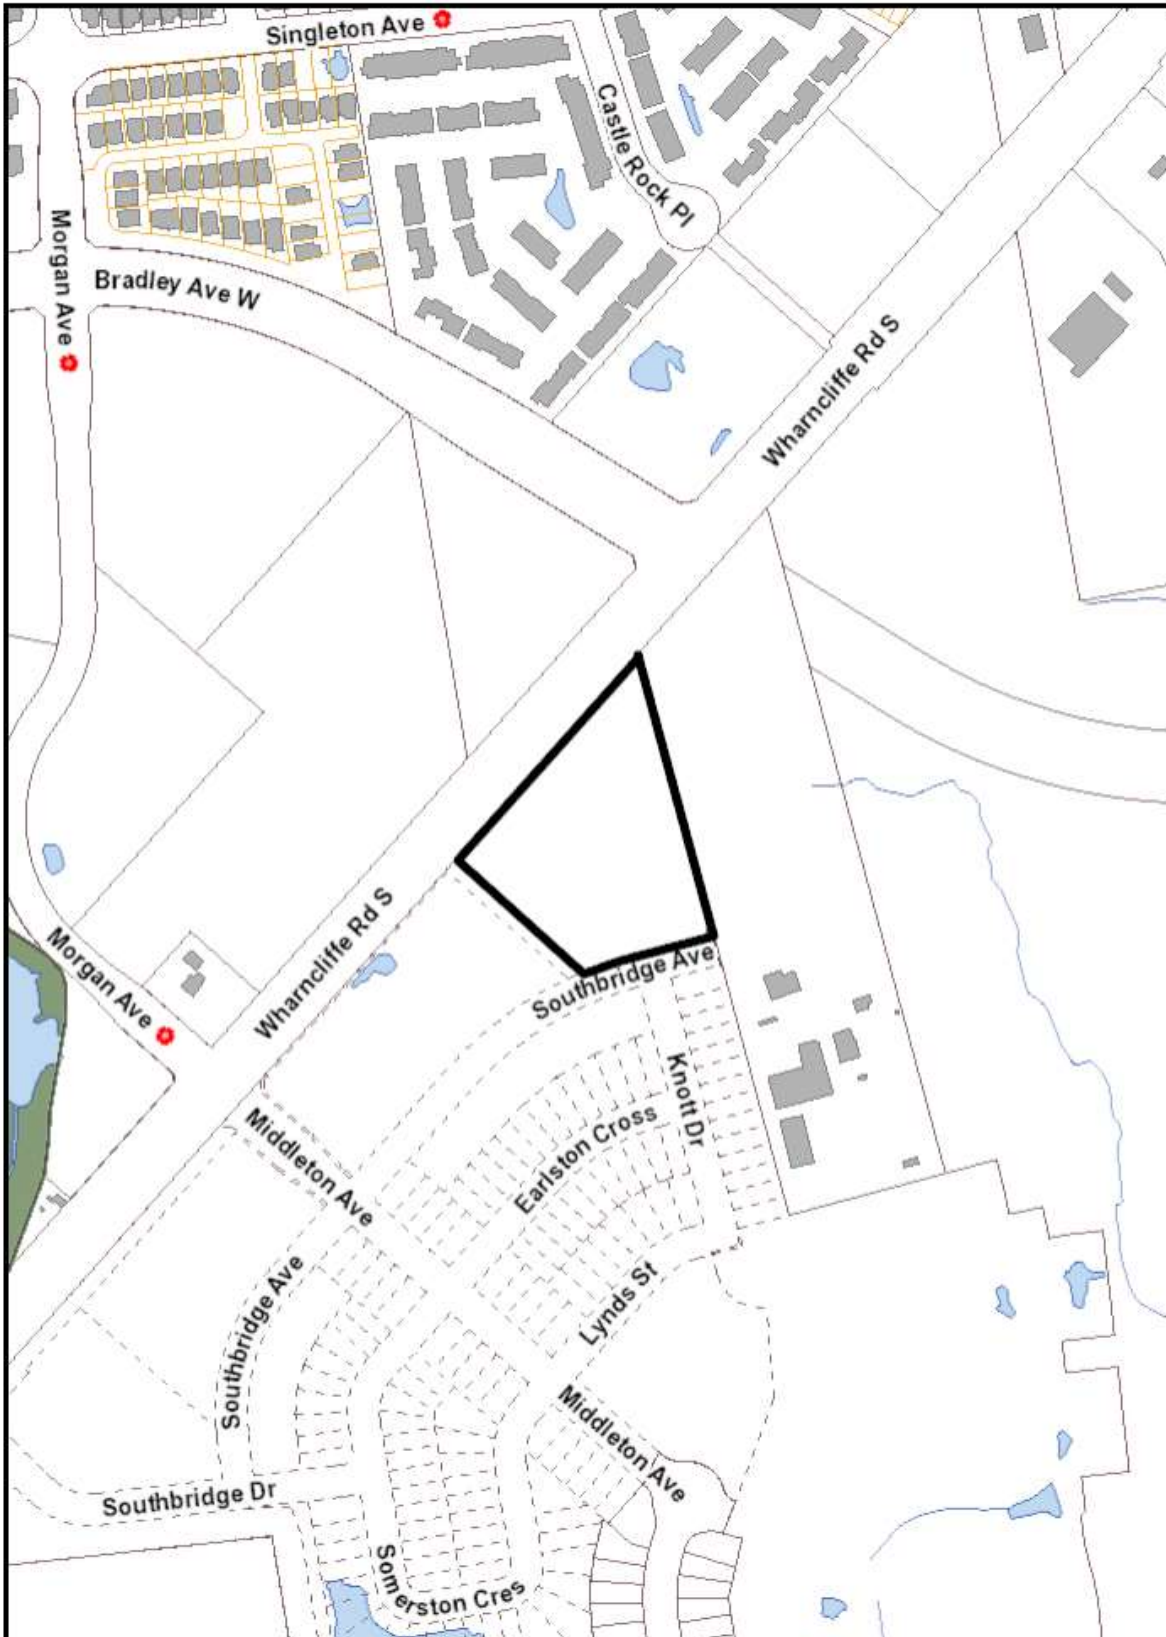 Singleton Ave
Castle Rock Pl
Morgan Ave
Bradley Ave W
Wharncliffe Rd S
Wharncliffe Rd S
Morgan Ave
Southbridge Ave
Knott Dr
Middleton Ave
Earlston Cross
Southbridge Ave
Lynds St
Middleton Ave
Southbridge Dr
Somerston Cres